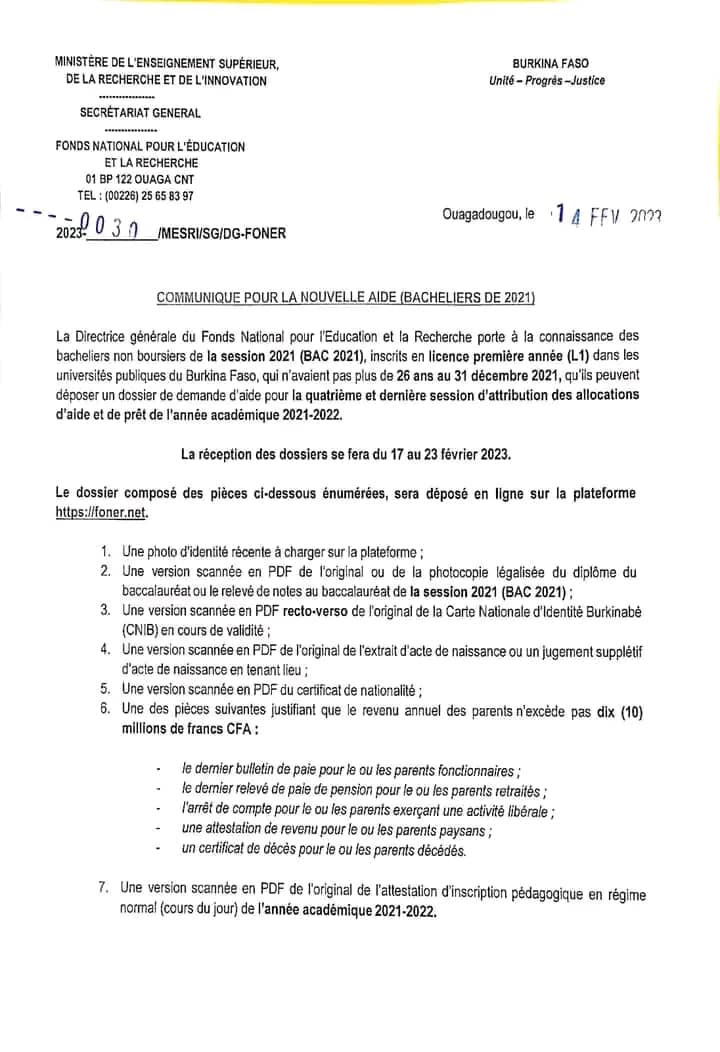 MINISTÈRE DE L'ENSEIGNEMENT SUPÉRIEUR,
DE LA RECHERCHE ET DE L'INNOVATION
----------------
SECRÉTARIAT GENERAL
---------------
FONDS NATIONAL POUR L'ÉDUCATION
ET LA RECHERCHE
01 BP 122 OUAGA CNT
TEL : (00226) 25 65 83 97
2023- 0030 /MESRI/SG/DG-FONER
BURKINA FASO
Unité – Progrès –Justice
Ouagadougou, le 14 FEV 2023
COMMUNIQUE POUR LA NOUVELLE AIDE (BACHELIERS DE 2021)
La Directrice générale du Fonds National pour l'Education et la Recherche porte à la connaissance des
bacheliers non boursiers de la session 2021 (BAC 2021), inscrits en licence première année (L1) dans les
universités publiques du Burkina Faso, qui n'avaient pas plus de 26 ans au 31 décembre 2021, qu'ils peuvent
déposer un dossier de demande d'aide pour la quatrième et dernière session d'attribution des allocations
d'aide et de prêt de l'année académique 2021-2022.
La réception des dossiers se fera du 17 au 23 février 2023.
Le dossier composé des pièces ci-dessous énumérées, sera déposé en ligne sur la plateforme
https://foner.net.
1. Une photo d'identité récente à charger sur la plateforme ;
2. Une version scannée en PDF de l'original ou de la photocopie légalisée du diplôme du
baccalauréat ou le relevé de notes au baccalauréat de la session 2021 (BAC 2021) ;
3. Une version scannée en PDF recto-verso de l'original de la Carte Nationale d'Identité Burkinabé
(CNIB) en cours de validité ;
4. Une version scannée en PDF de l'original de l'extrait d'acte de naissance ou un jugement supplétif
d'acte de naissance en tenant lieu ;
5. Une version scannée en PDF du certificat de nationalité ;
6. Une des pièces suivantes justifiant que le revenu annuel des parents n'excède pas dix (10)
millions de francs CFA :
- le dernier bulletin de paie pour le ou les parents fonctionnaires ;
- le dernier relevé de paie de pension pour le ou les parents retraités ;
- l'arrêt de compte pour le ou les parents exerçant une activité libérale ;
- une attestation de revenu pour le ou les parents paysans ;
- un certificat de décès pour le ou les parents décédés.
7. Une version scannée en PDF de l'original de l'attestation d'inscription pédagogique en régime
normal (cours du jour) de l'année académique 2021-2022.